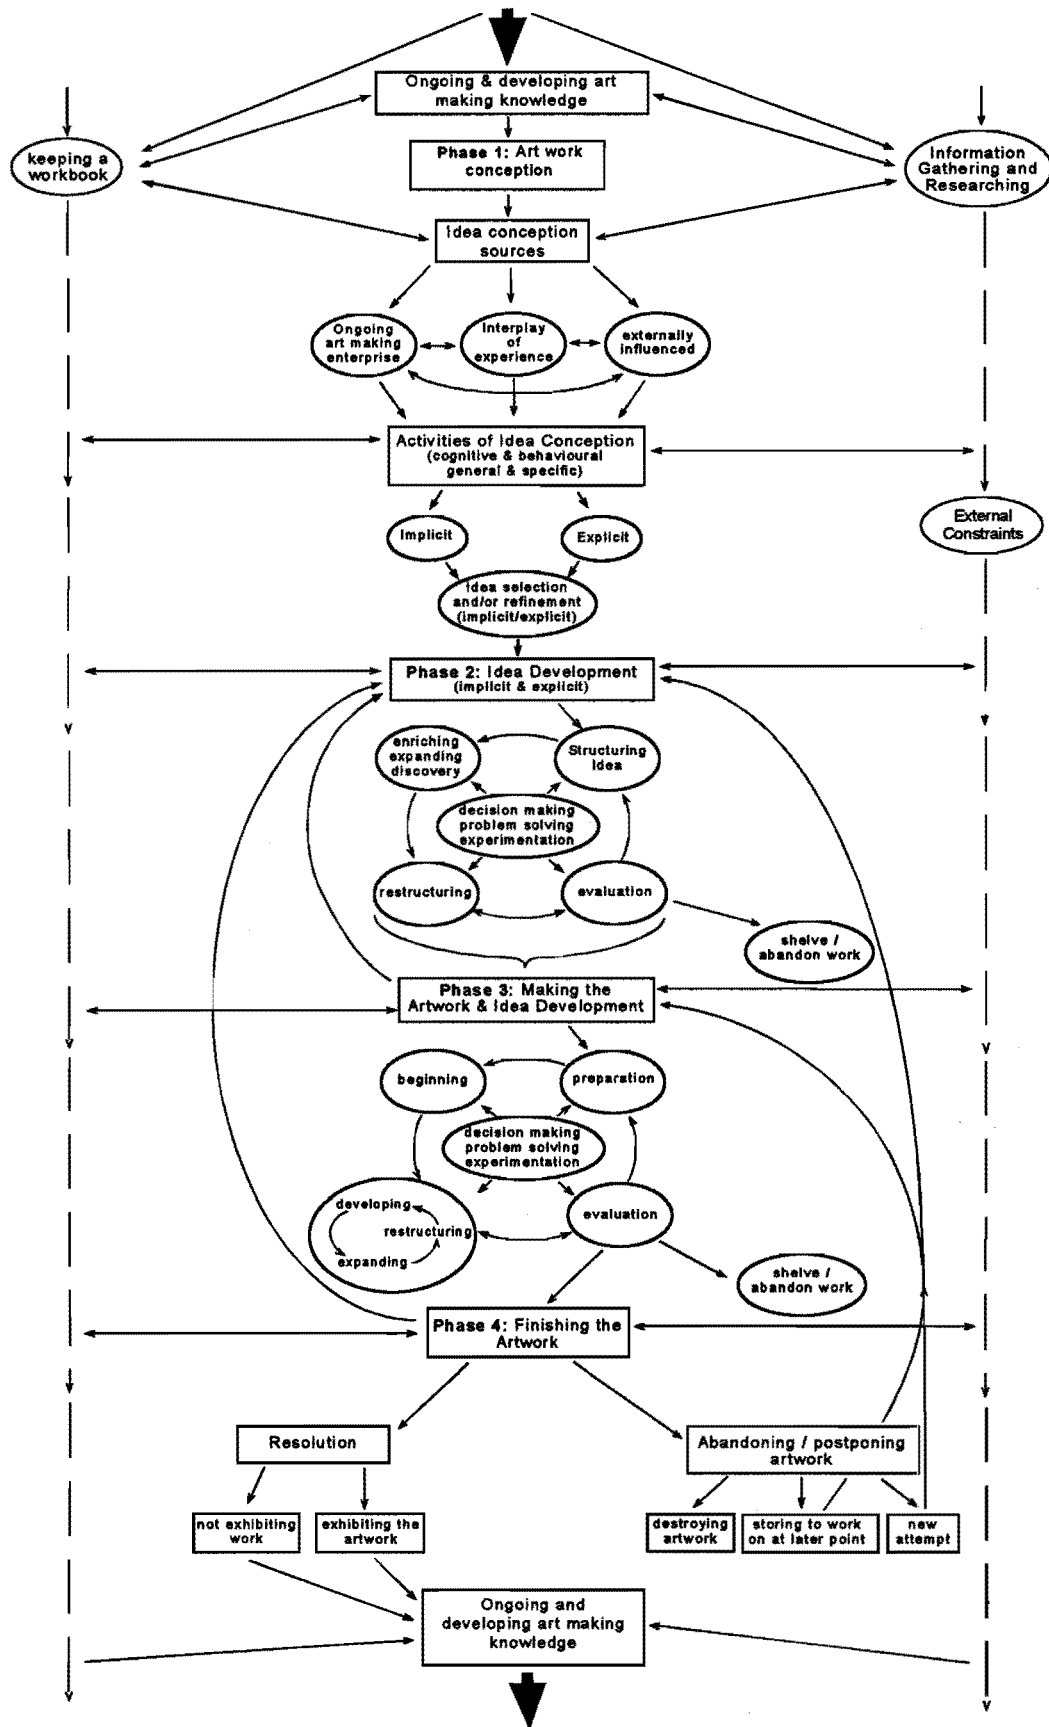 Ongoing & developing art
making knowledge
keeping a
workbook
Phase 1: Art work
conception
Information
Gathering and
Researching
Idea conception
sources
Ongoing
art making
enterprise
Interplay
of
experience
externally
influenced
Activities of Idea Conception
(cognitive & behavioural
general & specific)
External
Constraints
Implicit
Explicit
Idea selection
and/or refinement
(implicit/explicit)
Phase 2: Idea Development
(implicit & explicit)
enriching
expanding
discovery
Structuring
Idea
decision making
problem solving
experimentation
restructuring
evaluation
shelve /
abandon work
Phase 3: Making the
Artwork & Idea Development
beginning
preparation
decision making
problem solving
experimentation
developing
restructuring
expanding
evaluation
shelve /
abandon work
Phase 4: Finishing the
Artwork
Resolution
Abandoning / postponing
artwork
not exhibiting
work
exhibiting the
artwork
destroying
artwork
storing to work
on at later point
new
attempt
Ongoing and
developing art making
knowledge